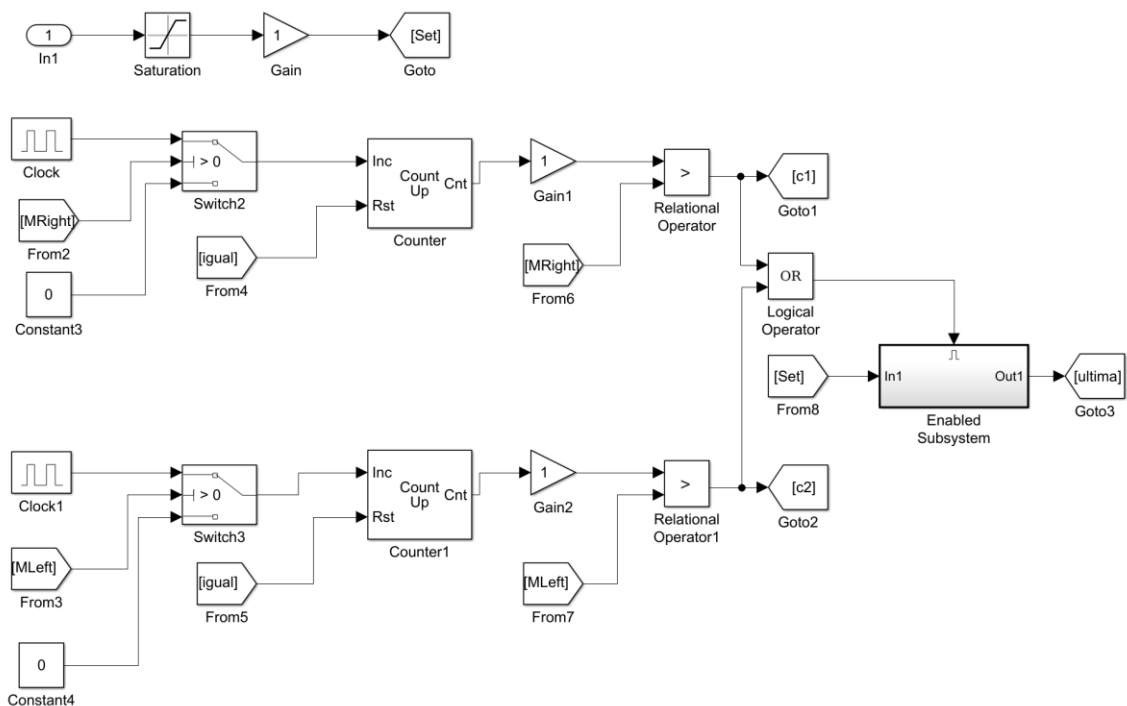 1
In1
Saturation
1
Gain
[Set]
Goto
Clock
> 0
Switch2
[MRight]
From2
0
Constant3
Inc
Rst
Count
Up
Cnt
Counter
[igual]
From4
1
Gain1
[MRight]
From6
>
Relational
Operator
[c1]
Goto1
OR
Logical
Operator
[Set]
From8
In1
Out1
Enabled
Subsystem
[ultima]
Goto3
Clock1
> 0
Switch3
[MLeft]
From3
0
Constant4
Inc
Rst
Count
Up
Cnt
Counter1
[igual]
From5
1
Gain2
[MLeft]
From7
>
Relational
Operator1
[c2]
Goto2